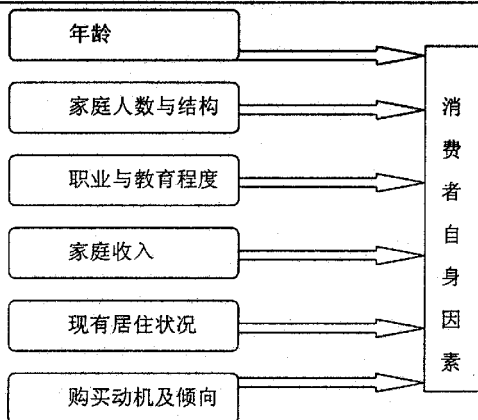 年龄
家庭人数与结构
职业与教育程度
家庭收入
现有居住状况
购买动机及倾向
消费者自身因素